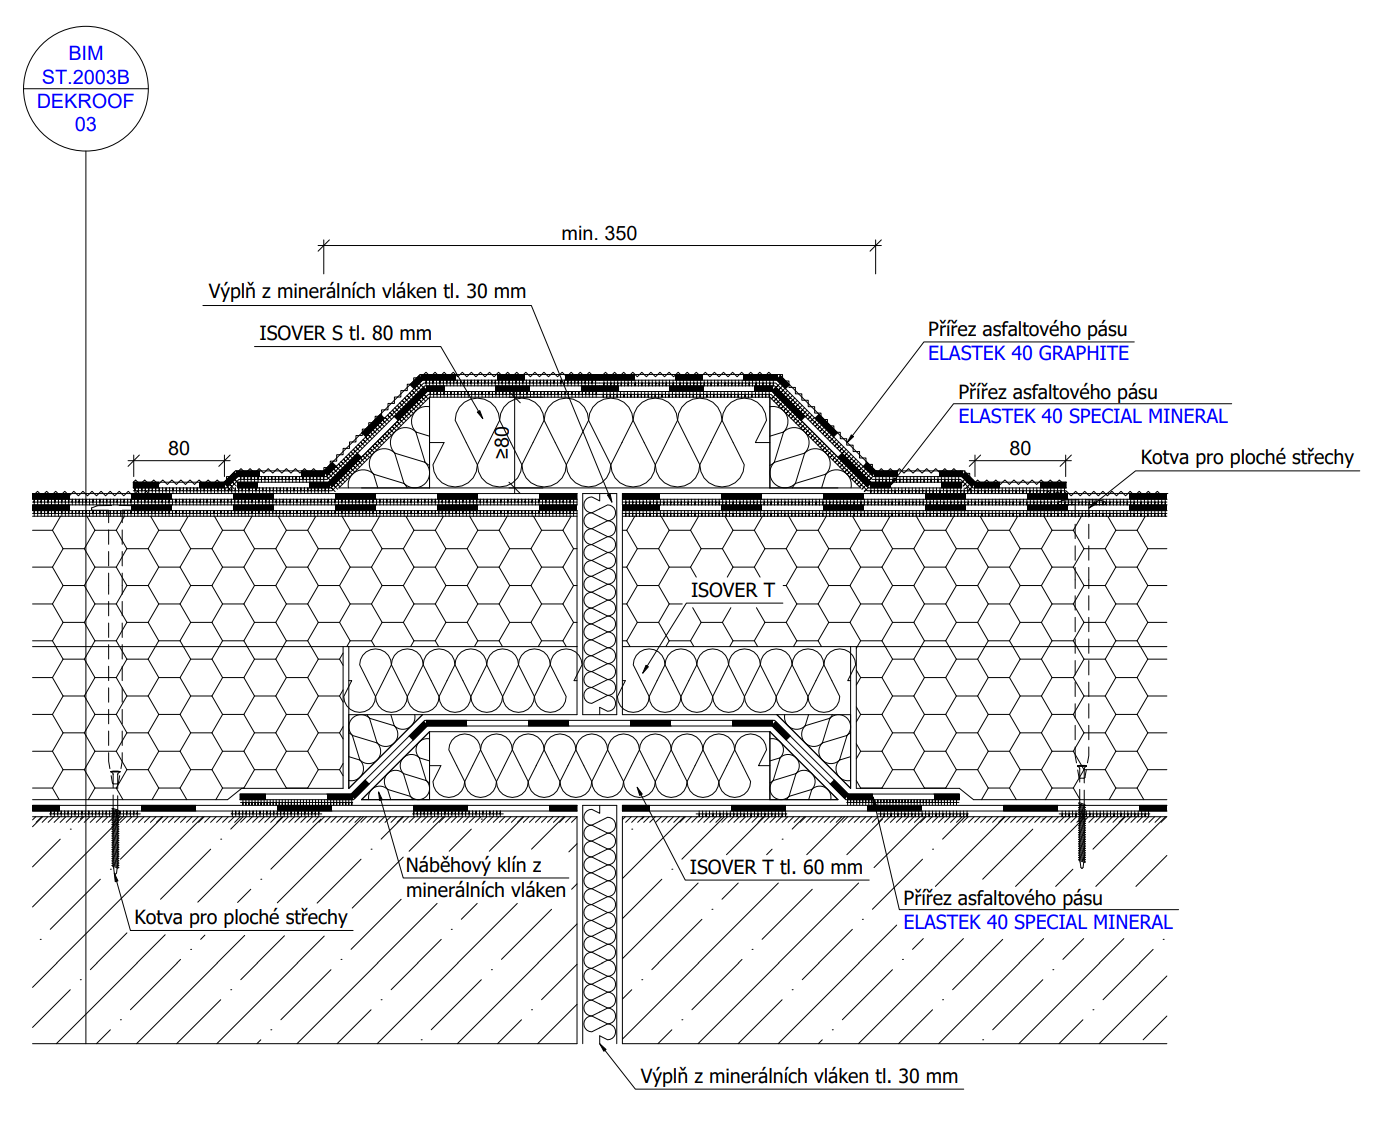 BIM
ST.2003B
DEKROOF
03
min. 350
Výplň z minerálních vláken tl. 30 mm
ISOVER S tl. 80 mm
Přířez asfaltového pásu
ELASTEK 40 GRAPHITE
Přířez asfaltového pásu
ELASTEK 40 SPECIAL MINERAL
80
≥80
80
Kotva pro ploché střechy
ISOVER T
Náběhový klín z
minerálních vláken
ISOVER T tl. 60 mm
Přířez asfaltového pásu
ELASTEK 40 SPECIAL MINERAL
Kotva pro ploché střechy
Výplň z minerálních vláken tl. 30 mm